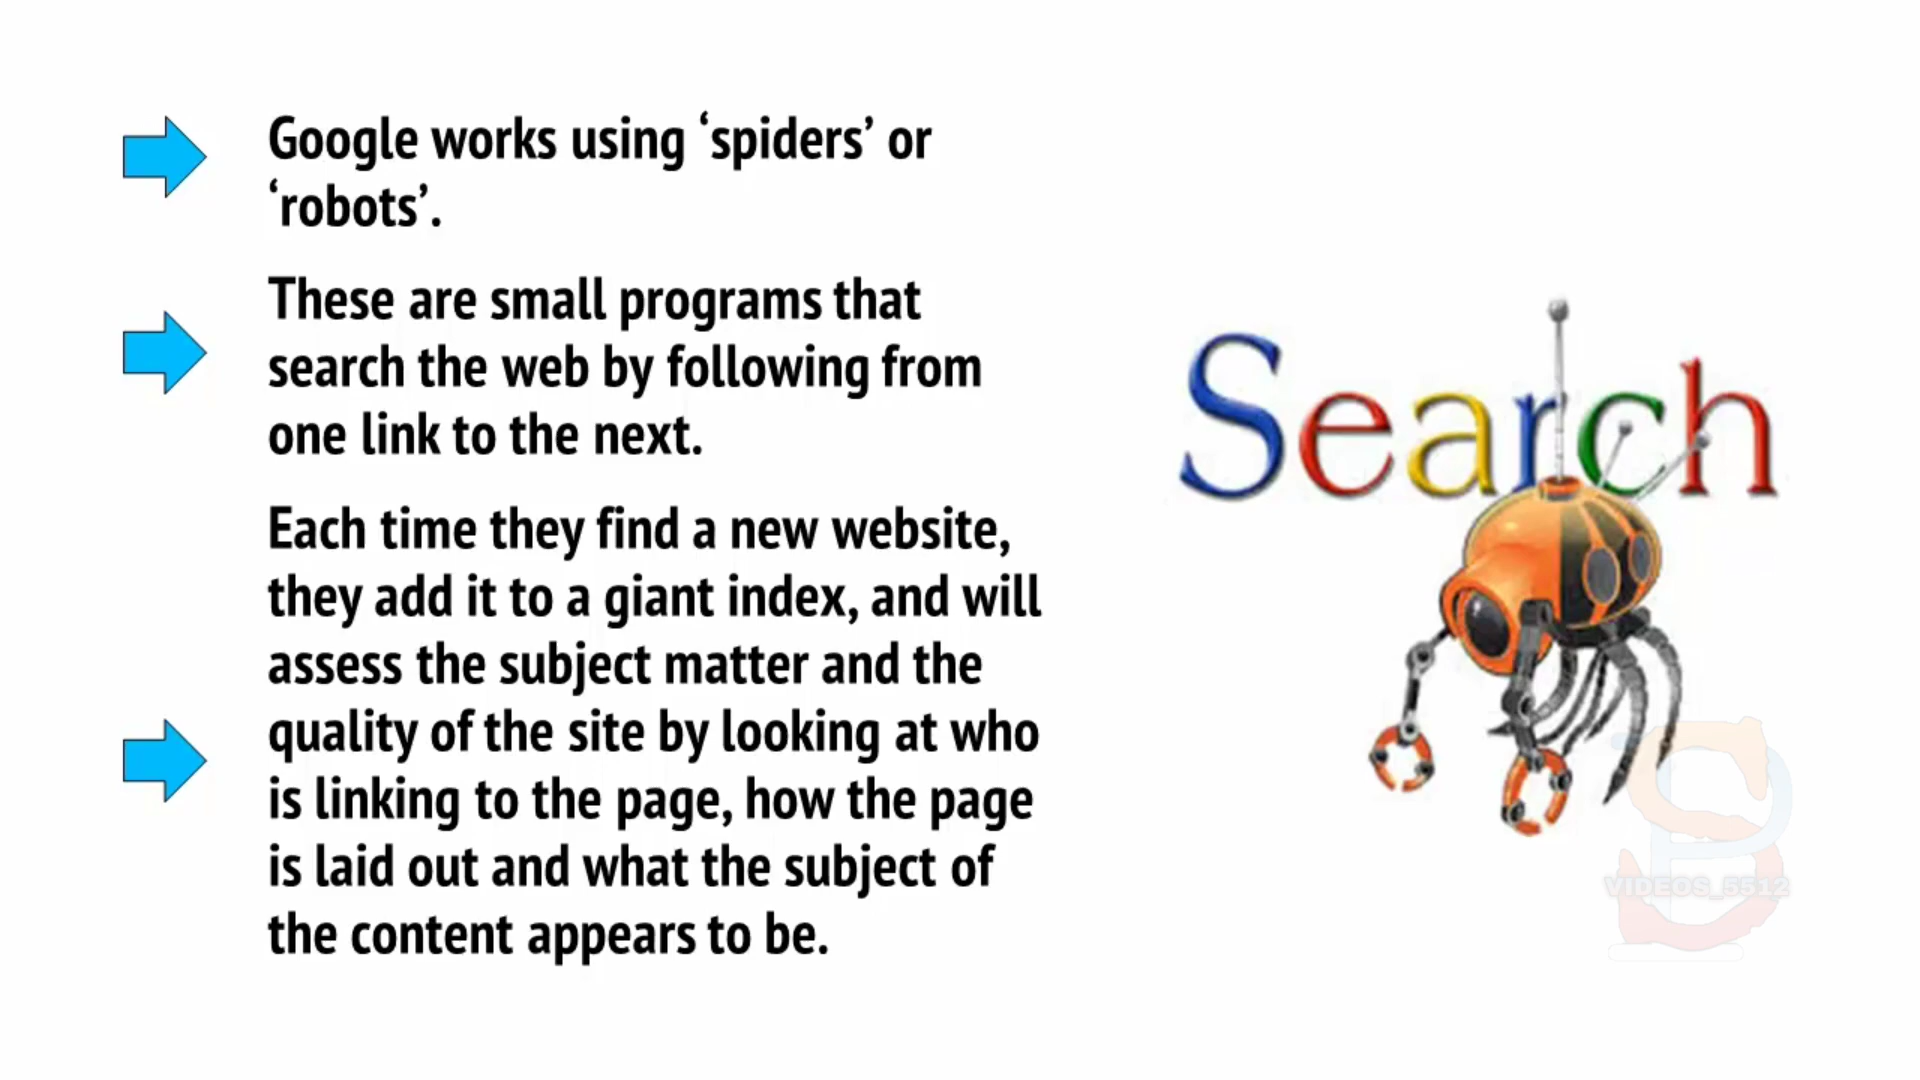 Google works using ‘spiders’ or
‘robots’.
These are small programs that
search the web by following from
one link to the next.
Each time they find a new website,
they add it to a giant index, and will
assess the subject matter and the
quality of the site by looking at who
is linking to the page, how the page
is laid out and what the subject of
the content appears to be.
Search
VIDEOS_5512